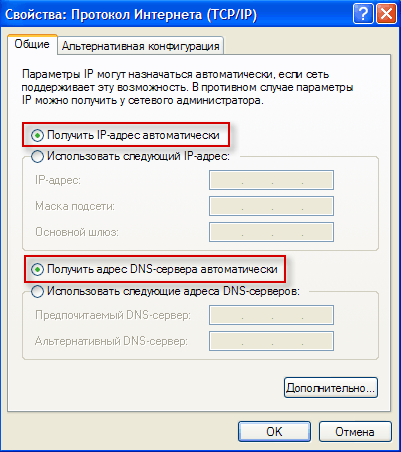 Свойства: Протокол Интернета (TCP/IP)
Общие
Альтернативная конфигурация
Параметры IP могут назначаться автоматически, если сеть
поддерживает эту возможность. В противном случае параметры
IP можно получить у сетевого администратора.
Получить IP-адрес автоматически
Использовать следующий IP-адрес:
IP-адрес:
Маска подсети:
Основной шлюз:
Получить адрес DNS-сервера автоматически
Использовать следующие адреса DNS-серверов:
Предпочитаемый DNS-сервер:
Альтернативный DNS-сервер:
Дополнительно...
OK
Отмена